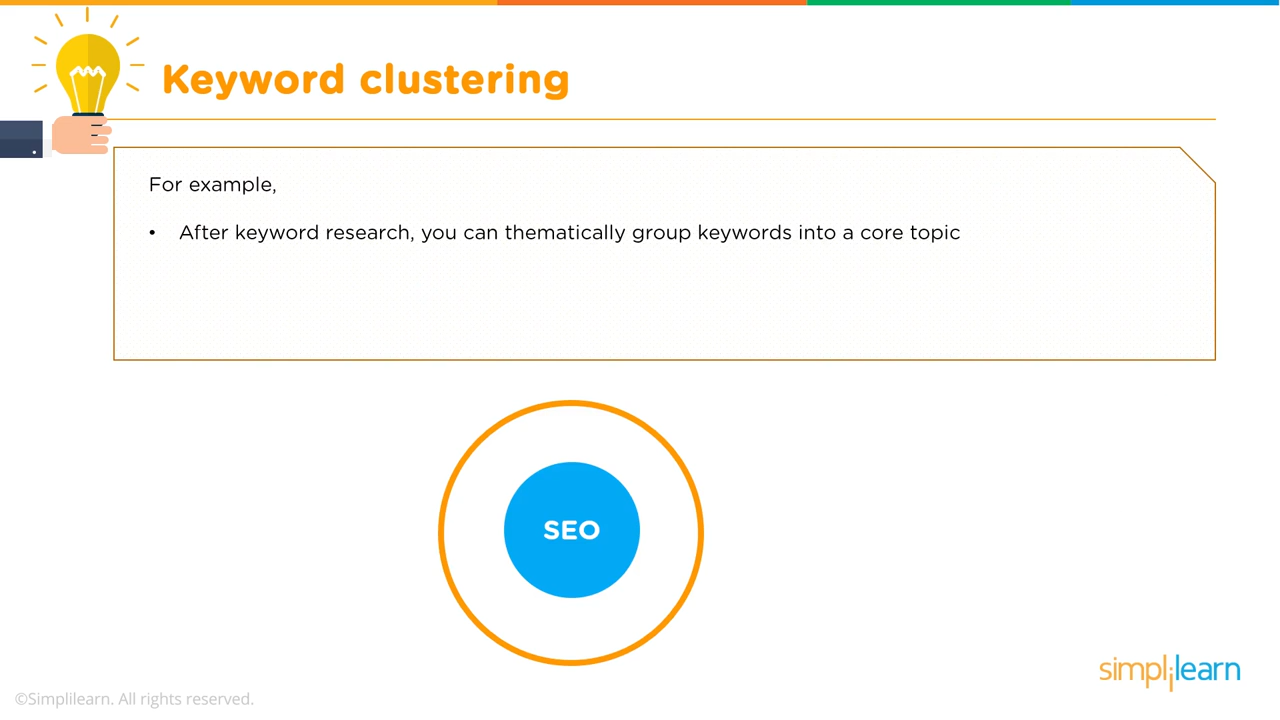 Keyword clustering
For example,
• After keyword research, you can thematically group keywords into a core topic
SEO
simplilearn
©Simplilearn. All rights reserved.